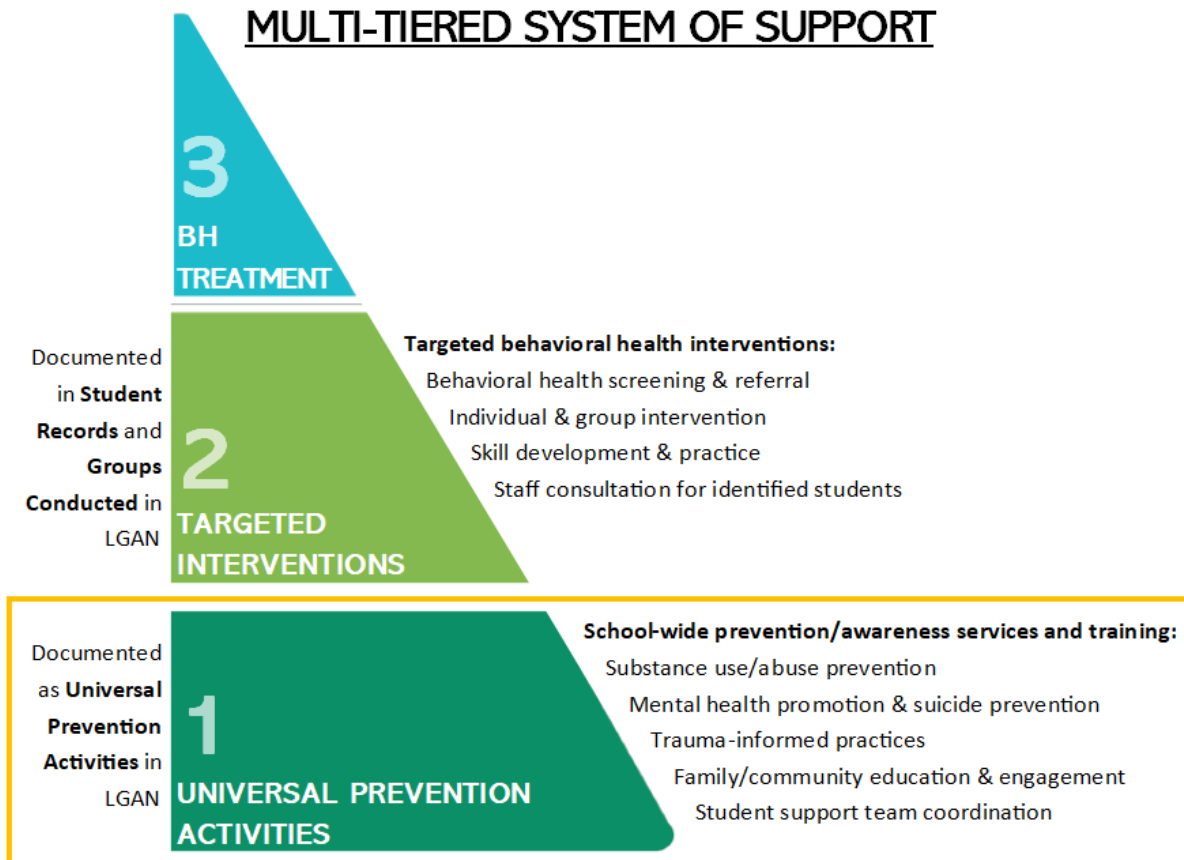 MULTI-TIERED SYSTEM OF SUPPORT
3
BH
TREATMENT
Documented
in Student
Records and
Groups
Conducted in
LGAN
2
TARGETED
INTERVENTIONS
Targeted behavioral health interventions:
Behavioral health screening & referral
Individual & group intervention
Skill development & practice
Staff consultation for identified students
Documented
as Universal
Prevention
Activities in
LGAN
1
UNIVERSAL PREVENTION
ACTIVITIES
School-wide prevention/awareness services and training:
Substance use/abuse prevention
Mental health promotion & suicide prevention
Trauma-informed practices
Family/community education & engagement
Student support team coordination